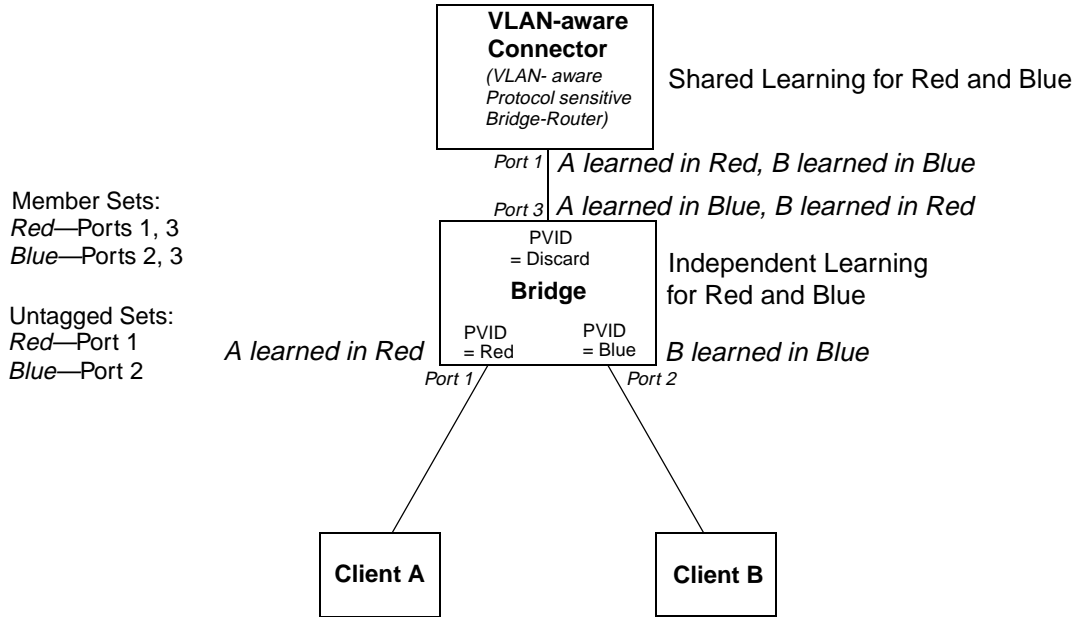 VLAN-aware
Connector
(VLAN- aware
Protocol sensitive
Bridge-Router)
Shared Learning for Red and Blue
Port 1
A learned in Red, B learned in Blue
Member Sets:
Red—Ports 1, 3
Blue—Ports 2, 3
Port 3
A learned in Blue, B learned in Red
PVID
= Discard
Bridge
Independent Learning
for Red and Blue
Untagged Sets:
Red—Port 1
Blue—Port 2
A learned in Red
PVID
= Red
PVID
= Blue
B learned in Blue
Port 1
Port 2
Client A
Client B